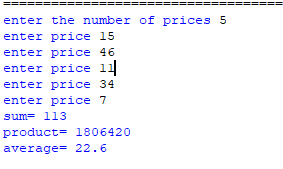 ===================================
enter the number of prices 5
enter price 15
enter price 46
enter price 11
enter price 34
enter price 7
sum= 113
product= 1806420
average= 22.6